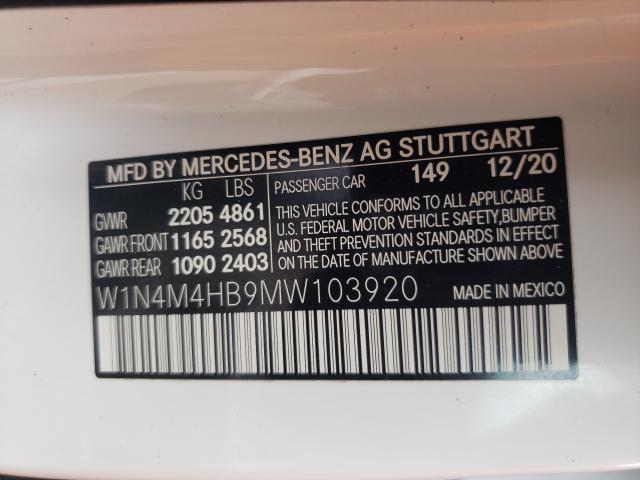 MFD BY MERCEDES-BENZ AG STUTTGART
KG LBS PASSENGER CAR 149 12/20
GVWR 2205 4861
GAWR FRONT 1165 2568
GAWR REAR 1090 2403
THIS VEHICLE CONFORMS TO ALL APPLICABLE
U.S. FEDERAL MOTOR VEHICLE SAFETY, BUMPER
AND THEFT PREVENTION STANDARDS IN EFFECT
ON THE DATE OF MANUFACTURE SHOWN ABOVE
W1N4M4HB9MW103920 MADE IN MEXICO